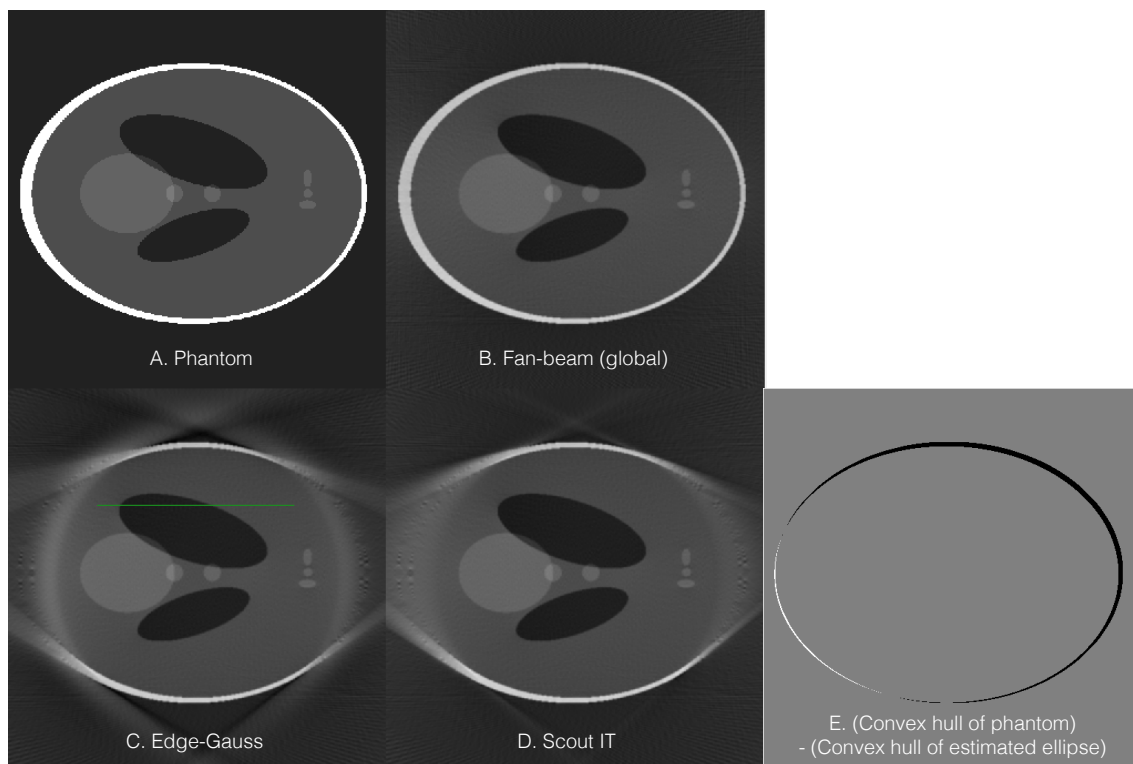 A. Phantom
B. Fan-beam (global)
C. Edge-Gauss
D. Scout IT
E. (Convex hull of phantom)
- (Convex hull of estimated ellipse)